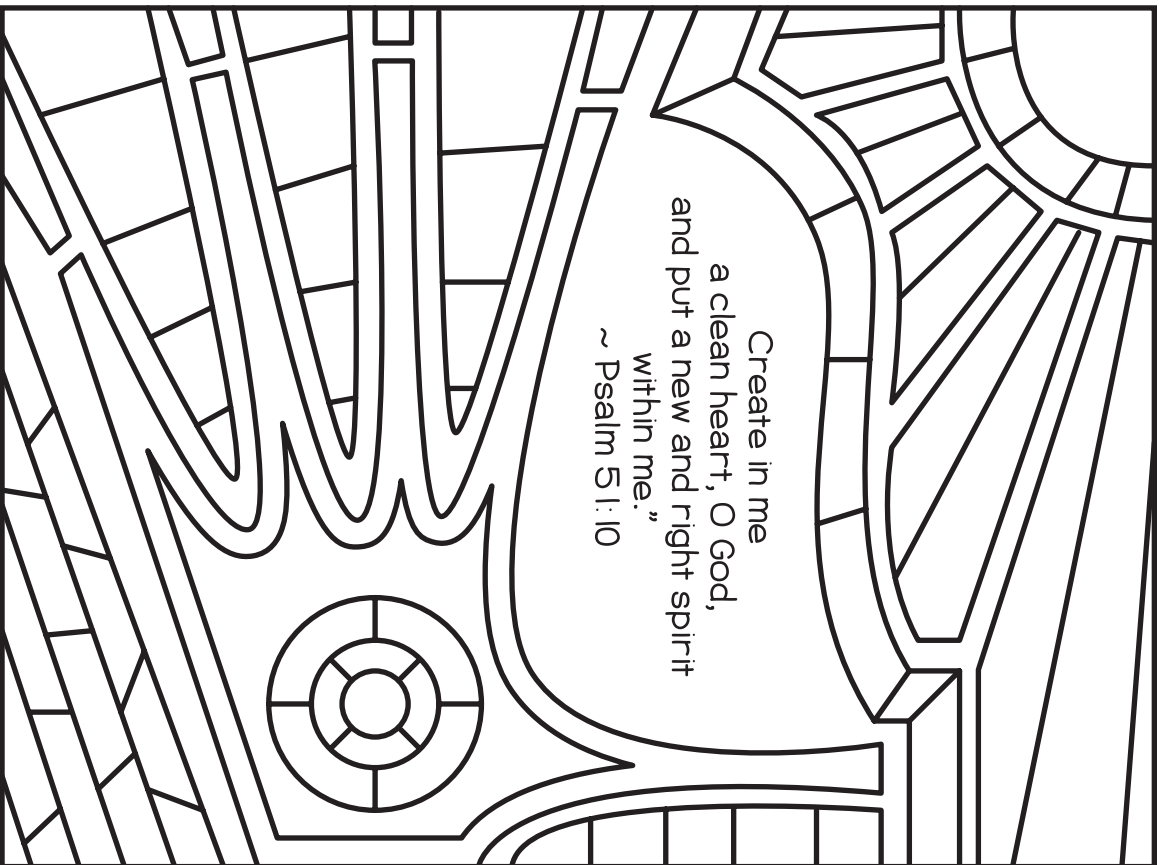 Create in me
a clean heart, O God,
and put a new and right spirit
within me.”
~ Psalm 51:10